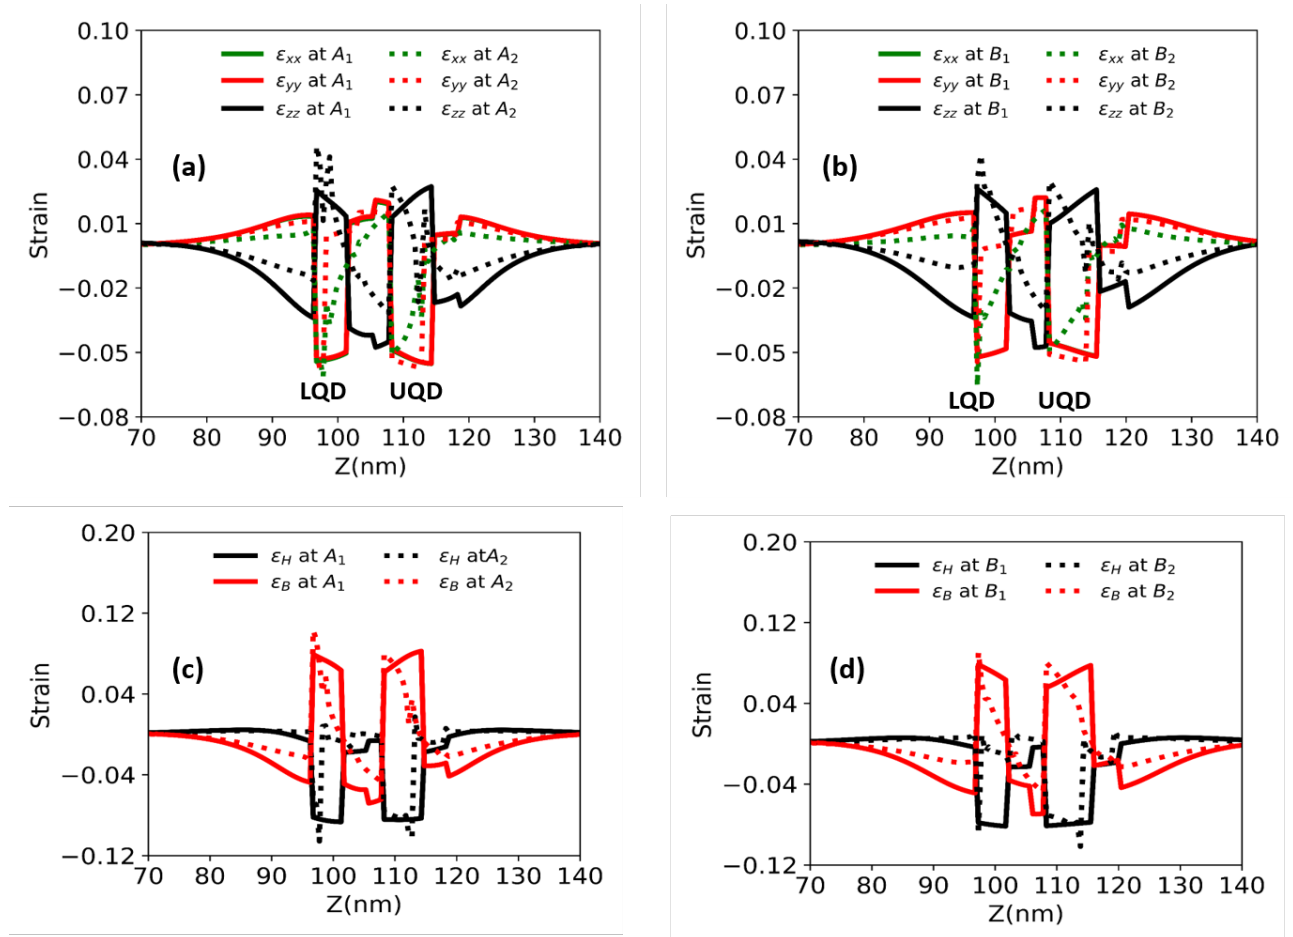 0.10
0.07
0.04
0.01
−0.02
−0.05
−0.08
Strain
εxx at A1
εyy at A1
εzz at A1
εxx at A2
εyy at A2
εzz at A2
(a)
LQD UQD
70 80 90 100 110 120 130 140
Z(nm)
0.10
0.07
0.04
0.01
−0.02
−0.05
−0.08
Strain
εxx at B1
εyy at B1
εzz at B1
εxx at B2
εyy at B2
εzz at B2
(b)
LQD UQD
70 80 90 100 110 120 130 140
Z(nm)
0.20
0.12
0.04
−0.04
−0.12
Strain
εH at A1
εB at A1
εH atA2
εB at A2
(c)
70 80 90 100 110 120 130 140
Z(nm)
0.20
0.12
0.04
−0.04
−0.12
Strain
εH at B1
εB at B1
εH at B2
εB at B2
(d)
70 80 90 100 110 120 130 140
Z(nm)